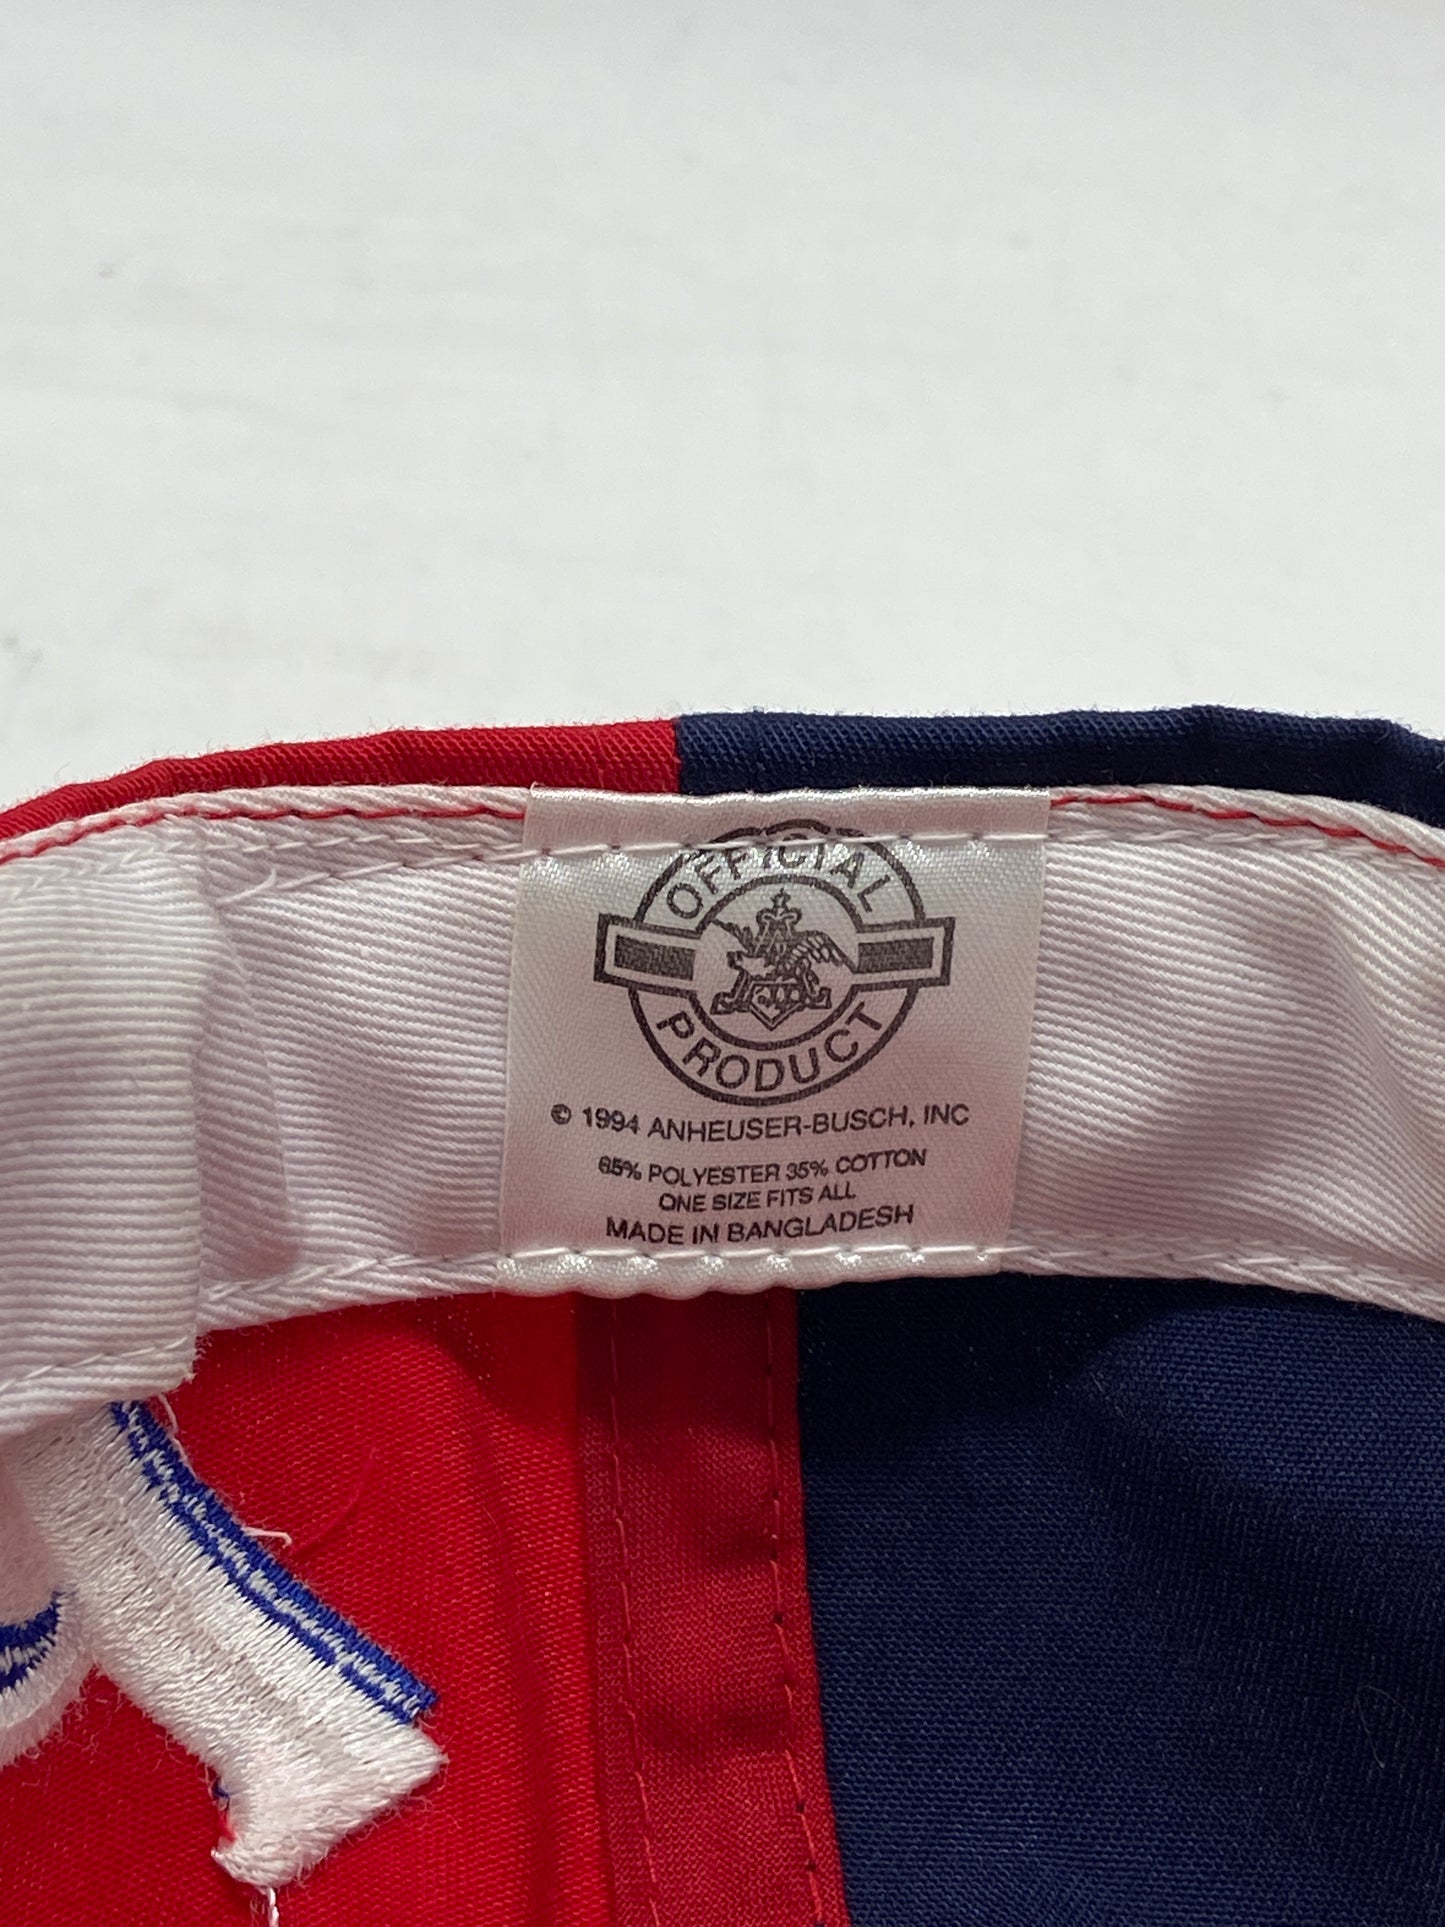 OFFICIAL
PRODUCT
© 1994 ANHEUSER-BUSCH, INC
65% POLYESTER 35% COTTON
ONE SIZE FITS ALL
MADE IN BANGLADESH